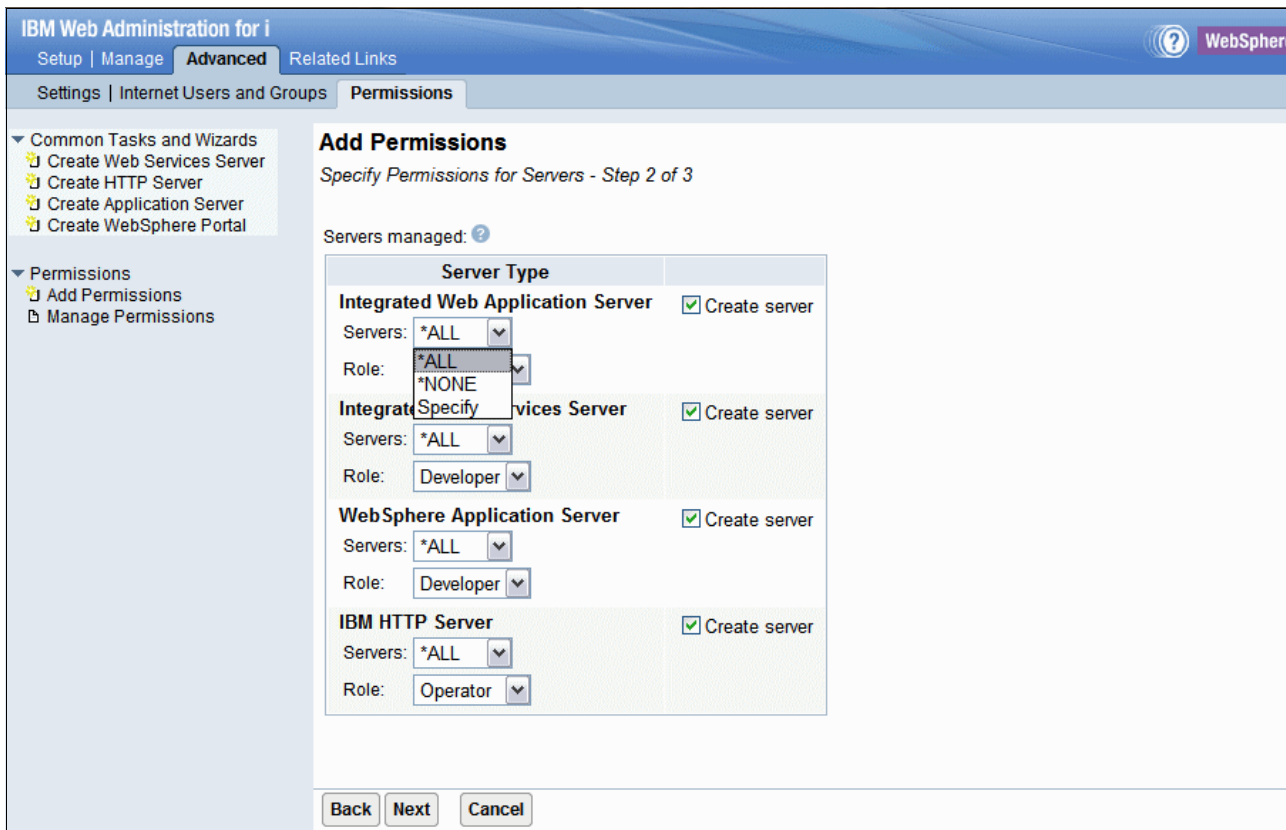 IBM Web Administration for i
WebSpher
Setup | Manage Advanced Related Links
Settings | Internet Users and Groups Permissions
Common Tasks and Wizards
Create Web Services Server
Create HTTP Server
Create Application Server
Create WebSphere Portal
Permissions
Add Permissions
Manage Permissions
Add Permissions
Specify Permissions for Servers - Step 2 of 3
Servers managed: ?
Server Type
Integrated Web Application Server Create server
Servers: *ALL
*ALL
*NONE
Specify
Role:
Integrate vices Server Create server
Servers: *ALL
Role: Developer
WebSphere Application Server Create server
Servers: *ALL
Role: Developer
IBM HTTP Server Create server
Servers: *ALL
Role: Operator
Back Next Cancel